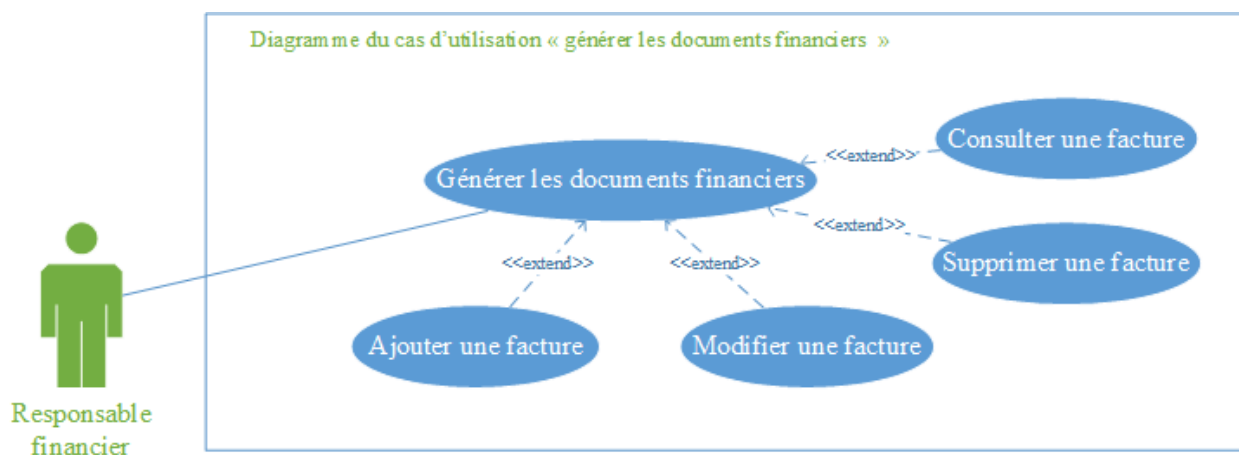 Diagramme du cas d'utilisation « générer les documents financiers »
Consulter une facture
<<extend>>
Générer les documents financiers
<<extend>>
Supprimer une facture
<<extend>>
<<extend>>
Ajouter une facture
Modifier une facture
Responsable
financier